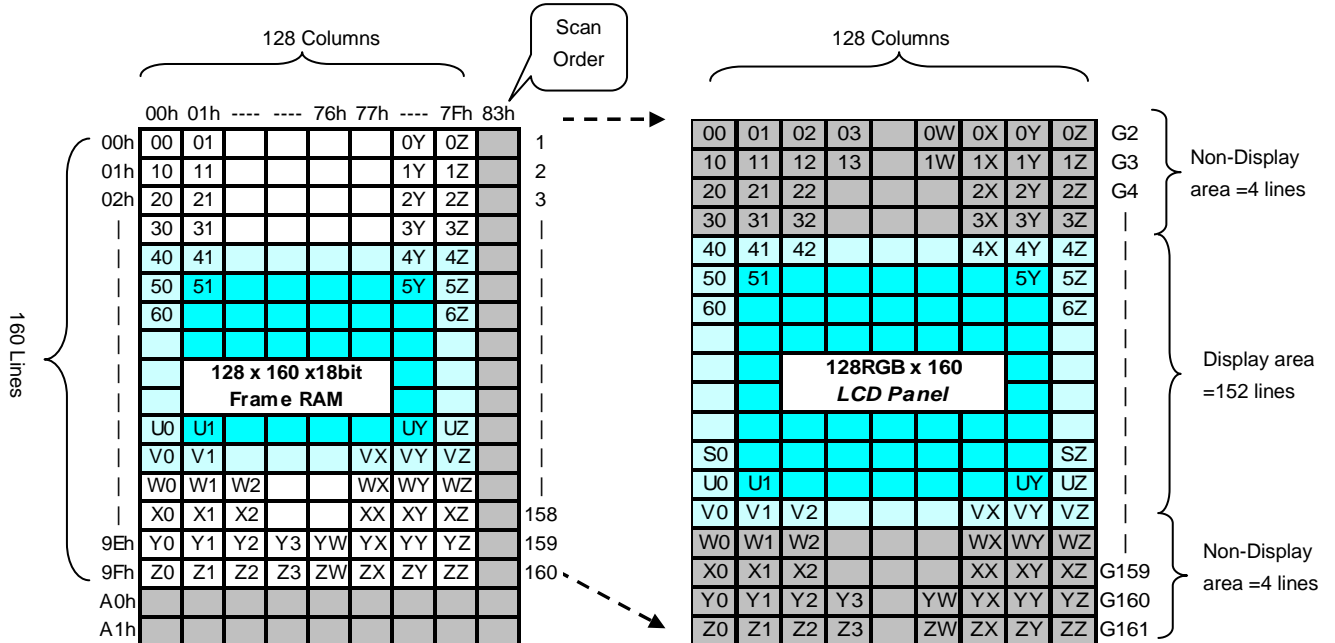 Scan
Order
128 Columns
128 Columns
00h 01h ---- ---- 76h 77h ---- 7Fh 83h
00h 00 01 0Y 0Z 1
01h 10 11 1Y 1Z 2
02h 20 21 2Y 2Z 3
30 31 3Y 3Z
40 41 4Y 4Z
50 51 5Y 5Z
60 6Z
128 x 160 x18bit
Frame RAM
U0 U1 UY UZ
V0 V1 VX VY VZ
W0 W1 W2 WX WY WZ
X0 X1 X2 XX XY XZ 158
9Eh Y0 Y1 Y2 Y3 YW YX YY YZ 159
9Fh Z0 Z1 Z2 Z3 ZW ZX ZY ZZ 160
A0h
A1h
160 Lines
00 01 02 03 0W 0X 0Y 0Z G2
10 11 12 13 1W 1X 1Y 1Z G3
20 21 22 2X 2Y 2Z G4
30 31 32 3X 3Y 3Z
40 41 42 4X 4Y 4Z
50 51 5Y 5Z
60 6Z
128RGB x 160
LCD Panel
S0 SZ
U0 U1 UY UZ
V0 V1 V2 VX VY VZ
W0 W1 W2 WX WY WZ
X0 X1 X2 XX XY XZ G159
Y0 Y1 Y2 Y3 YW YX YY YZ G160
Z0 Z1 Z2 Z3 ZW ZX ZY ZZ G161
Non-Display
area =4 lines
Display area
=152 lines
Non-Display
area =4 lines